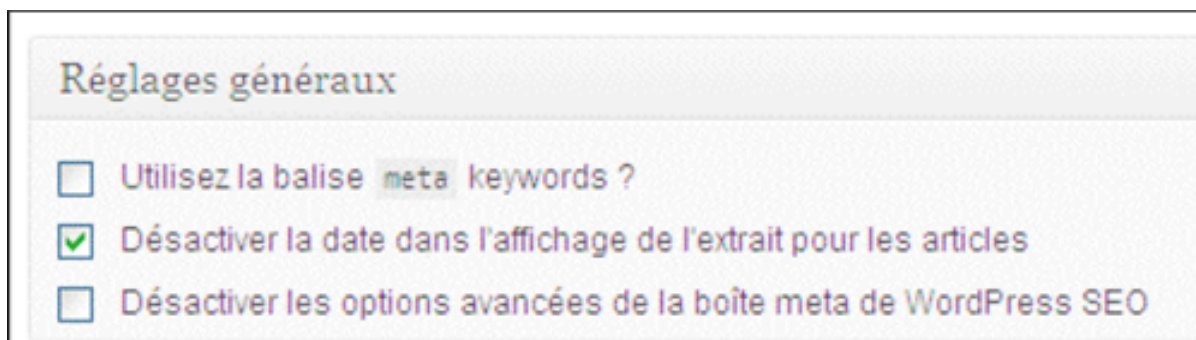 Réglages généraux
Utilisez la balise meta keywords ?
Désactiver la date dans l'affichage de l'extrait pour les articles
Désactiver les options avancées de la boîte meta de WordPress SEO